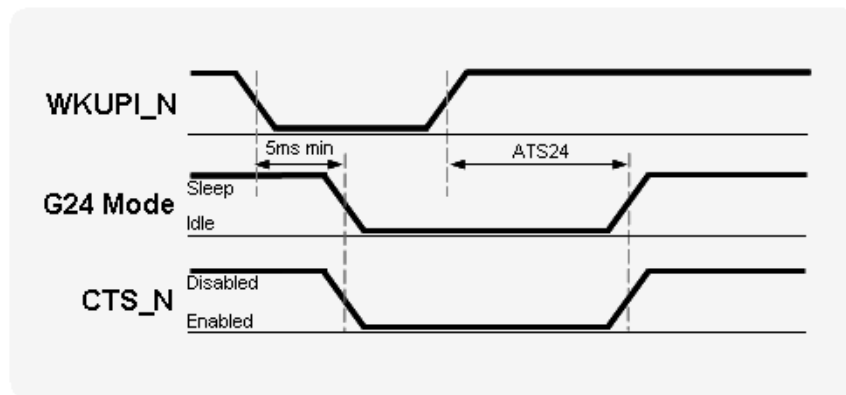 WKUPI_N
5ms min
ATS24
G24 Mode
Sleep
Idle
CTS_N
Disabled
Enabled